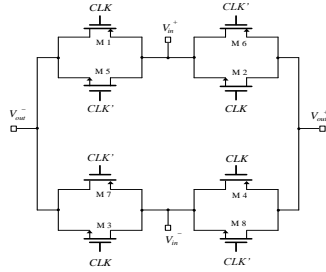 CLK CLK'
V_in^+
M 1 M 6
M 5 M 2
CLK' CLK
V_out^- V_out^+
CLK' CLK
M 7 M 4
M 3 M 8
V_in^-
CLK CLK'